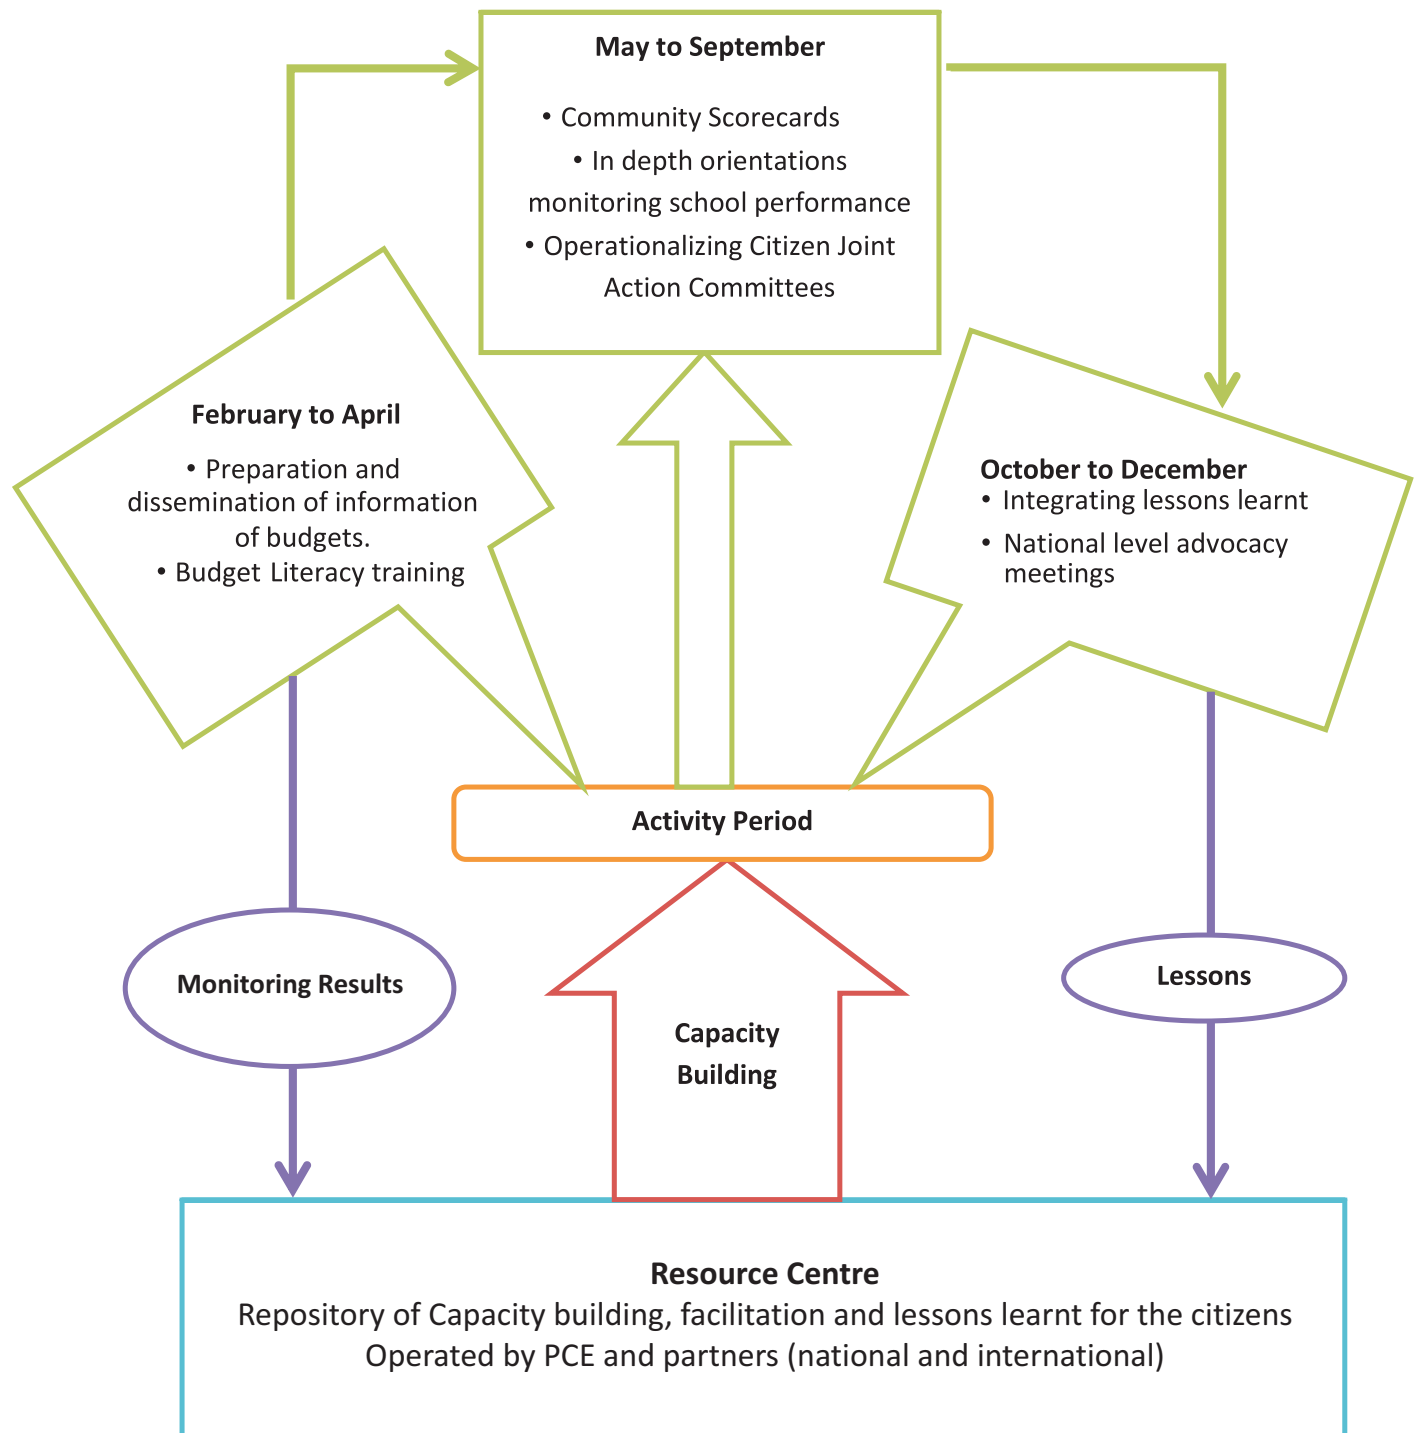 May to September
• Community Scorecards
• In depth orientations
monitoring school performance
• Operationalizing Citizen Joint
Action Committees
February to April
• Preparation and
dissemination of information
of budgets.
• Budget Literacy training
October to December
• Integrating lessons learnt
• National level advocacy
meetings
Activity Period
Monitoring Results
Lessons
Capacity
Building
Resource Centre
Repository of Capacity building, facilitation and lessons learnt for the citizens
Operated by PCE and partners (national and international)